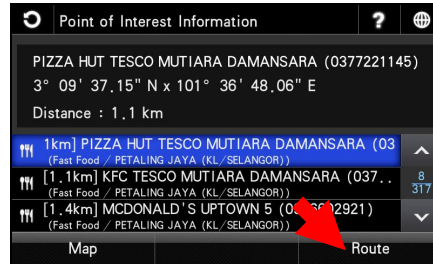 Point of Interest Information ?
PIZZA HUT TESCO MUTIARA DAMANSARA (0377221145)
3° 09' 37.15" N x 101° 36' 48.06" E
Distance : 1.1 km
1km] PIZZA HUT TESCO MUTIARA DAMANSARA (03
(Fast Food / PETALING JAYA (KL/SELANGOR))
[1.1km] KFC TESCO MUTIARA DAMANSARA (037..
(Fast Food / PETALING JAYA (KL/SELANGOR))
8
317
[1.4km] MCDONALD'S UPTOWN 5 (03 02921)
(Fast Food / PETALING JAYA (KL/SELANGOR))
Map
Route